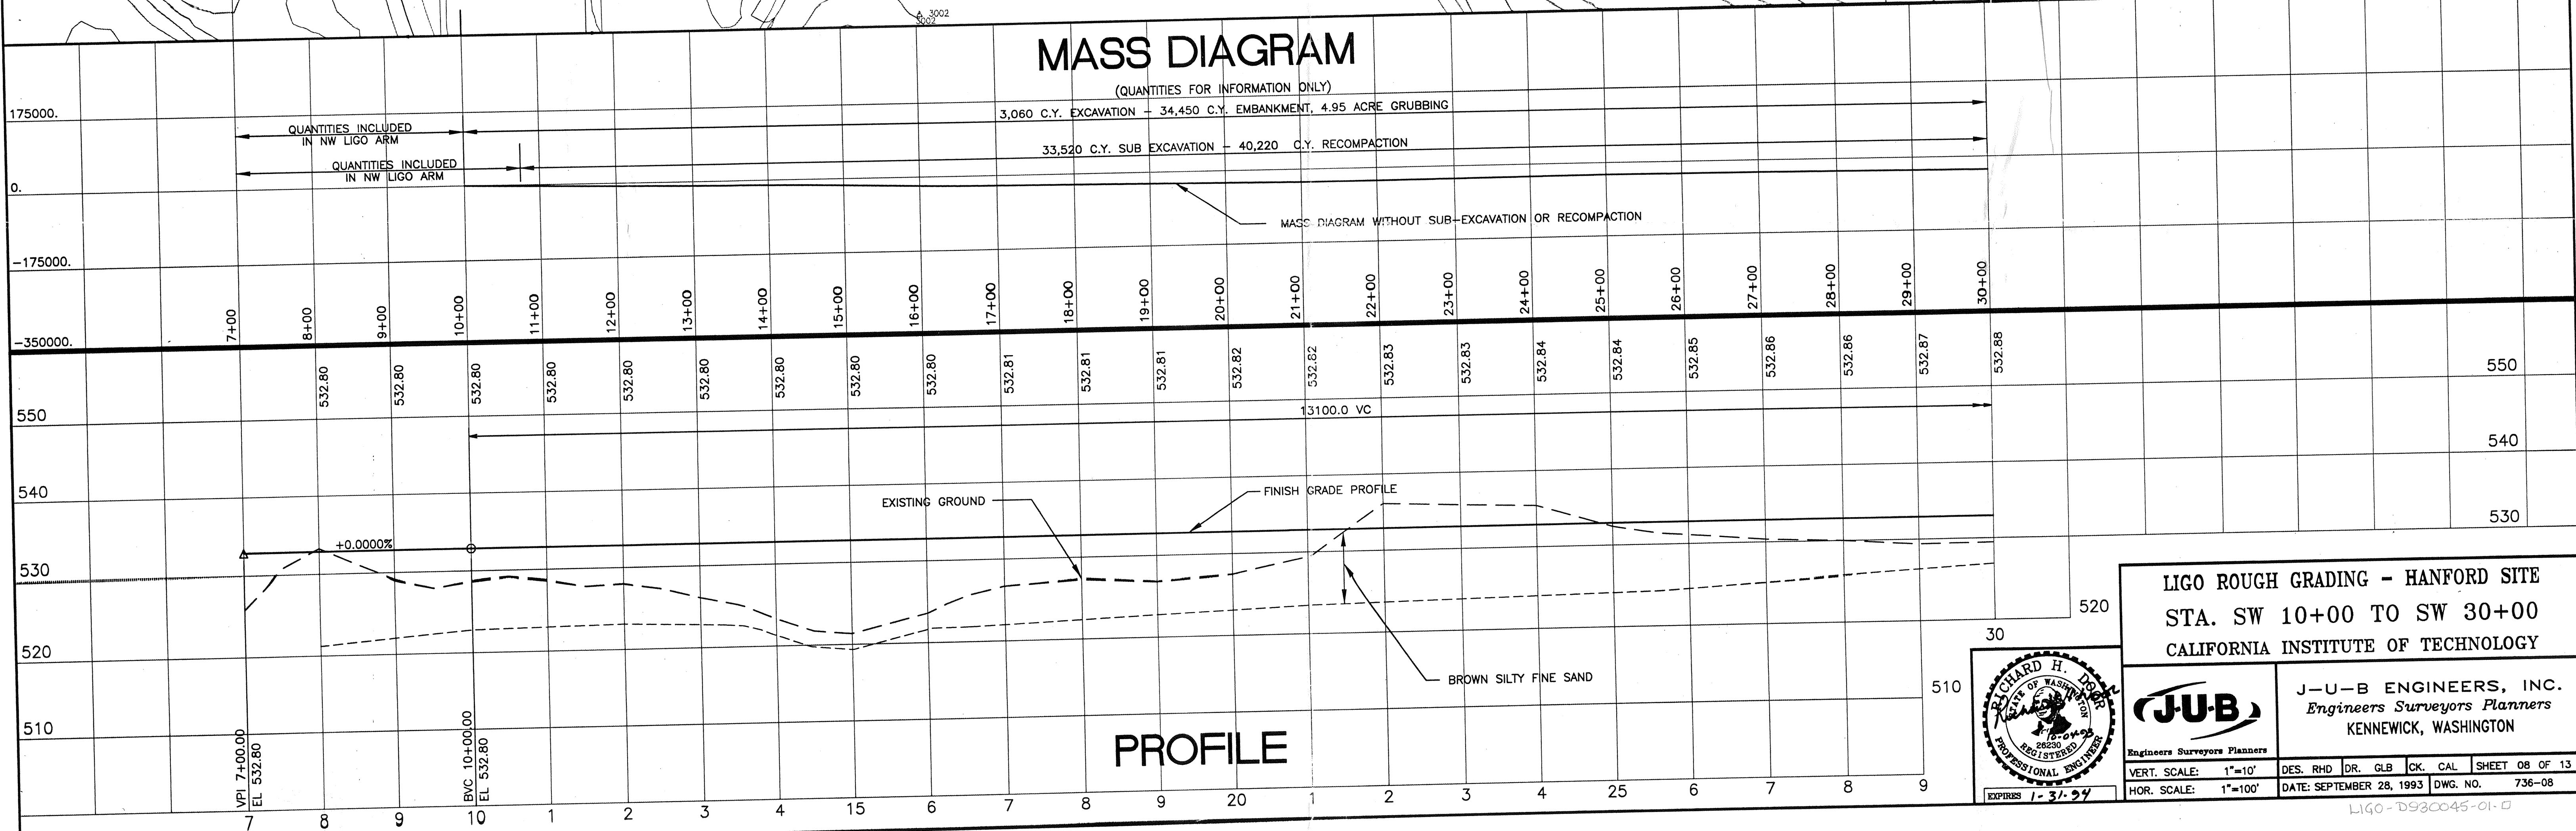 3002
3002
MASS DIAGRAM
(QUANTITIES FOR INFORMATION ONLY)
3,060 C.Y. EXCAVATION - 34,450 C.Y. EMBANKMENT, 4.95 ACRE GRUBBING
175000.
QUANTITIES INCLUDED
IN NW LIGO ARM
33,520 C.Y. SUB EXCAVATION - 40,220 C.Y. RECOMPACTION
QUANTITIES INCLUDED
IN NW LIGO ARM
0.
MASS DIAGRAM WITHOUT SUB-EXCAVATION OR RECOMPACTION
-175000.
7+00 8+00 9+00 10+00 11+00 12+00 13+00 14+00 15+00 16+00 17+00 18+00 19+00 20+00 21+00 22+00 23+00 24+00 25+00 26+00 27+00 28+00 29+00 30+00
-350000.
532.80 532.80 532.80 532.80 532.80 532.80 532.80 532.80 532.80 532.81 532.81 532.81 532.82 532.82 532.83 532.83 532.84 532.84 532.85 532.86 532.86 532.87 532.88
550
550
13100.0 VC
540
540
EXISTING GROUND
FINISH GRADE PROFILE
530
+0.0000%
530
520
520
BROWN SILTY FINE SAND
510
510
VPI 7+00.00
EL 532.80
BVC 10+00.00
EL 532.80
PROFILE
7 8 9 10 1 2 3 4 15 6 7 8 9 20 1 2 3 4 25 6 7 8 9
30
RICHARD H. DOOR
STATE OF WASHINGTON
10-04-93
26230
REGISTERED
PROFESSIONAL ENGINEER
EXPIRES 1-31-94
LIGO ROUGH GRADING - HANFORD SITE
STA. SW 10+00 TO SW 30+00
CALIFORNIA INSTITUTE OF TECHNOLOGY
J-U-B
Engineers Surveyors Planners
J-U-B ENGINEERS, INC.
Engineers Surveyors Planners
KENNEWICK, WASHINGTON
VERT. SCALE: 1"=10'
HOR. SCALE: 1"=100'
DES. RHD DR. GLB CK. CAL SHEET 08 OF 13
DATE: SEPTEMBER 28, 1993 DWG. NO. 736-08
LIGO-D930045-01-0